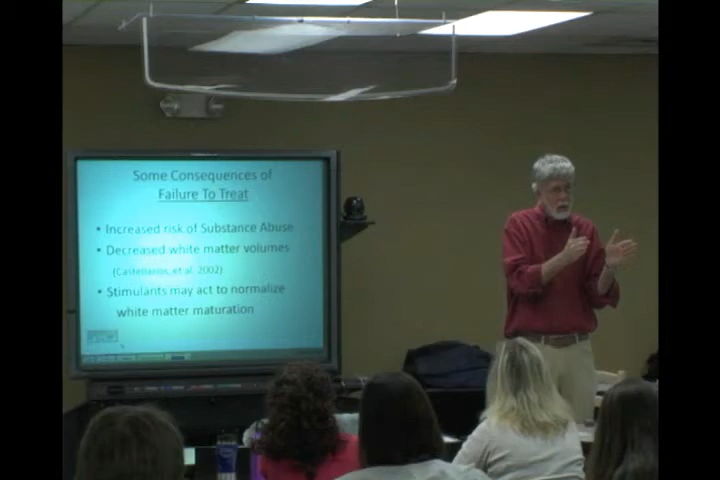 Some Consequences of
Failure To Treat
• Increased risk of Substance Abuse
• Decreased white matter volumes
(Castellanos, et al. 2002)
• Stimulants may act to normalize
white matter maturation